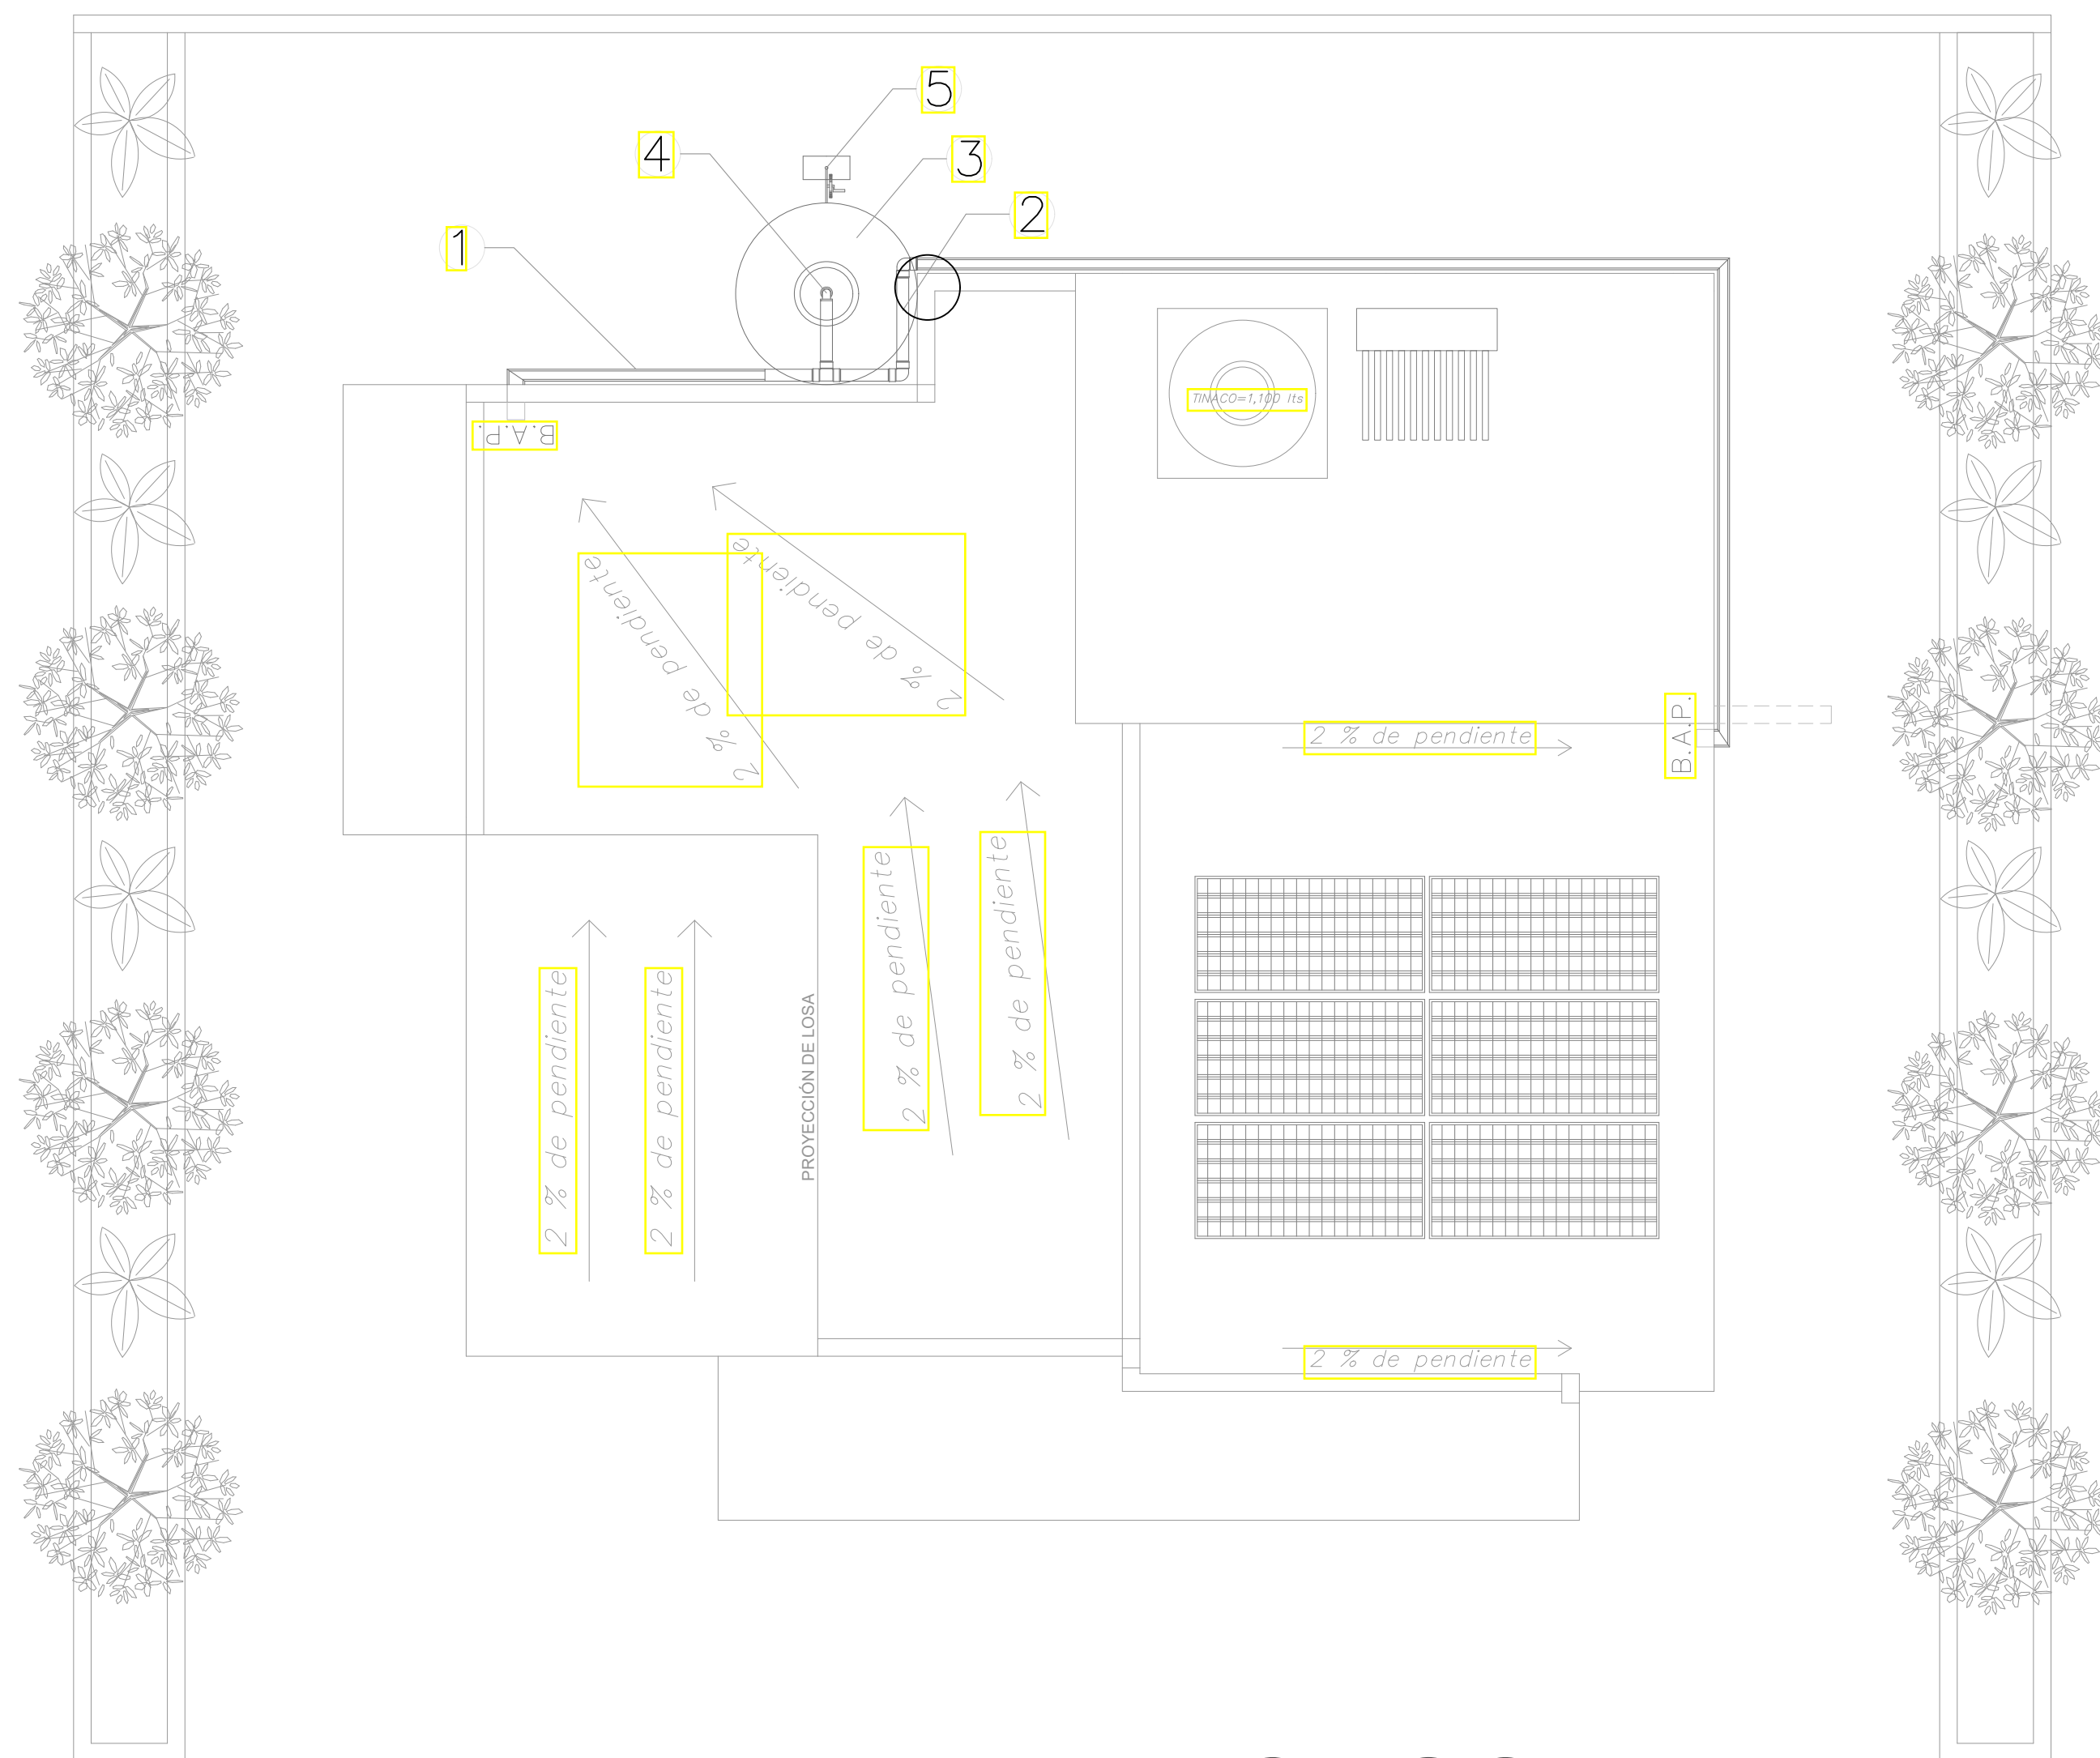 5
4
3
2
1
TINACO=1,100 lts
B.A.P.
2 % de pendiente
2 % de pendiente
B.A.P.
2 % de pendiente
2 % de pendiente
2 % de pendiente
2 % de pendiente
2 % de pendiente
PROYECCIÓN DE LOSA
2 % de pendiente